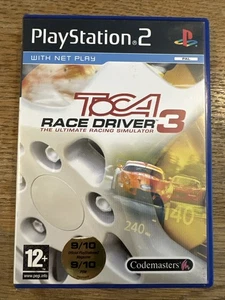 PlayStation 2
WITH NET PLAY
PAL
TOCA
RACE DRIVER 3
THE ULTIMATE RACING SIMULATOR
140
240
12+
www.pegi.info
9/10
9/10
Codemasters